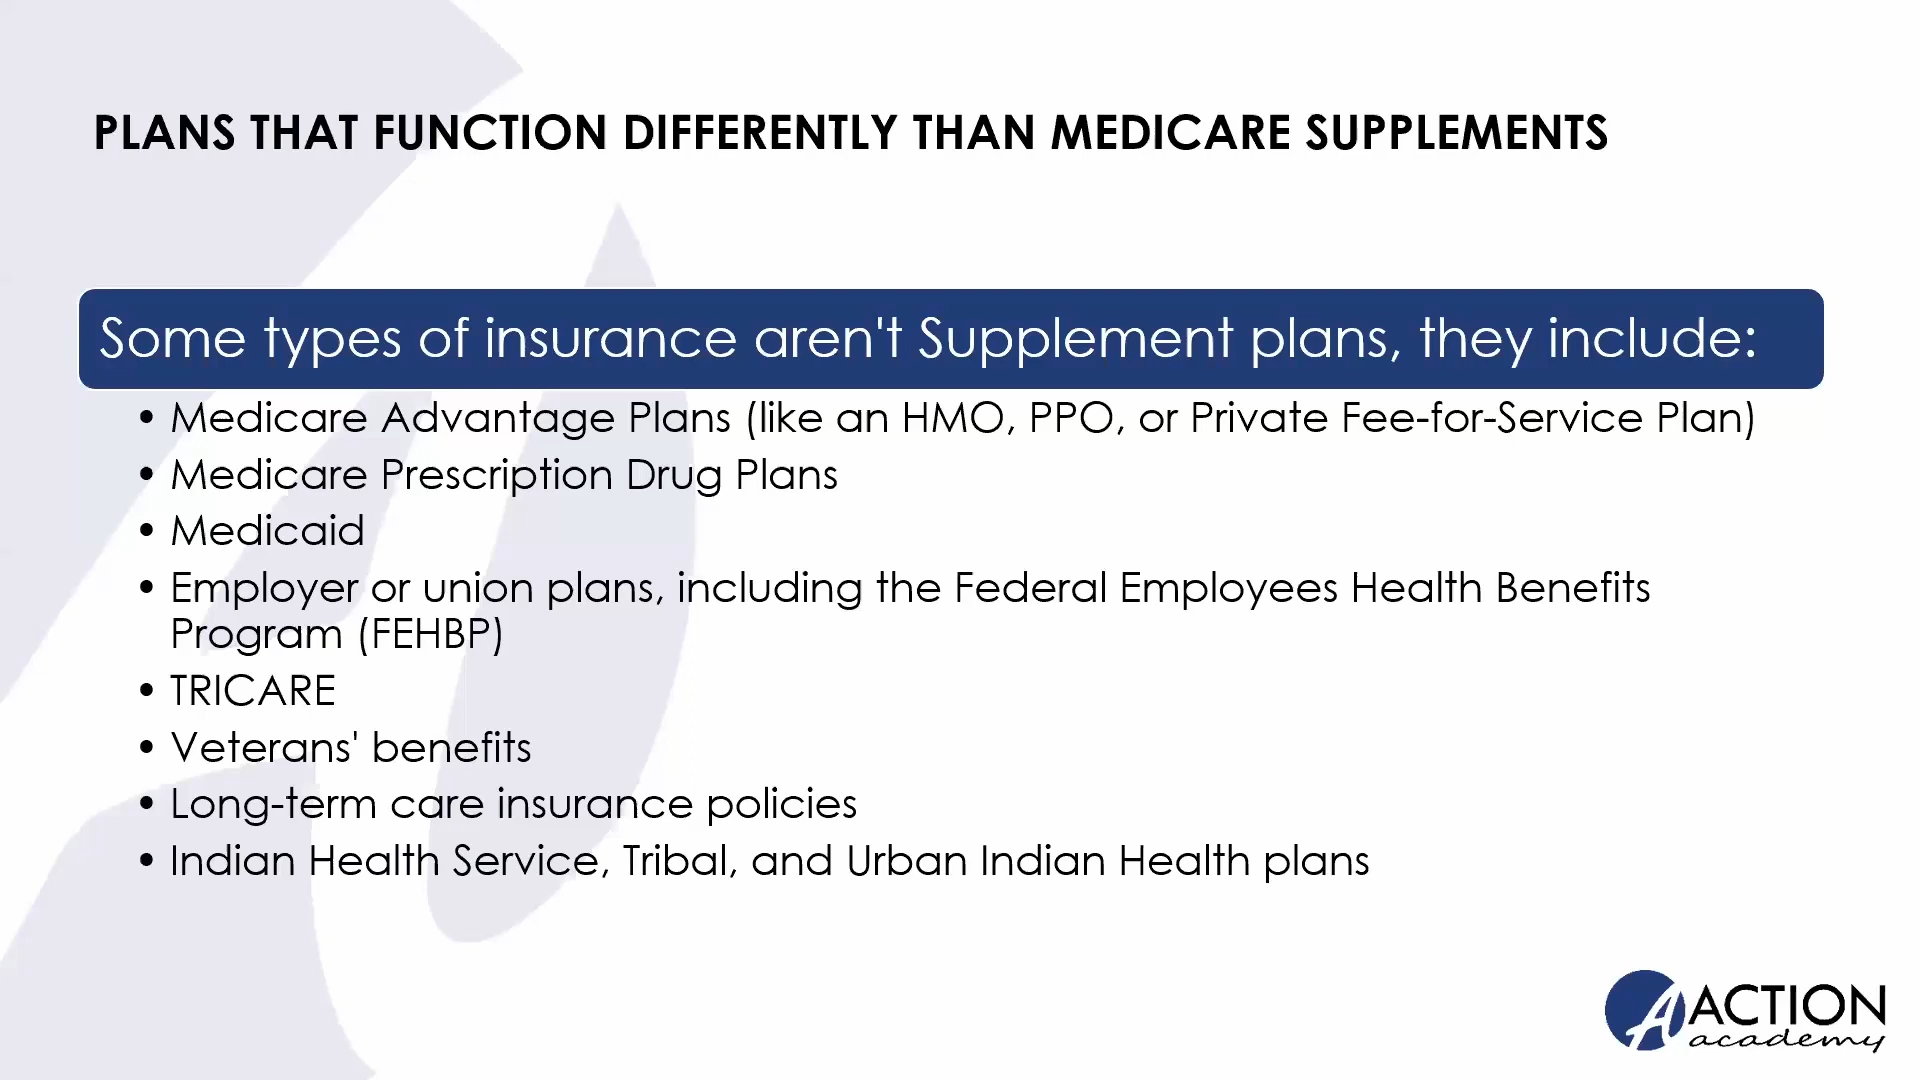 PLANS THAT FUNCTION DIFFERENTLY THAN MEDICARE SUPPLEMENTS
Some types of insurance aren't Supplement plans, they include:
• Medicare Advantage Plans (like an HMO, PPO, or Private Fee-for-Service Plan)
• Medicare Prescription Drug Plans
• Medicaid
• Employer or union plans, including the Federal Employees Health Benefits
Program (FEHBP)
• TRICARE
• Veterans' benefits
• Long-term care insurance policies
• Indian Health Service, Tribal, and Urban Indian Health plans
A ACTION
academy